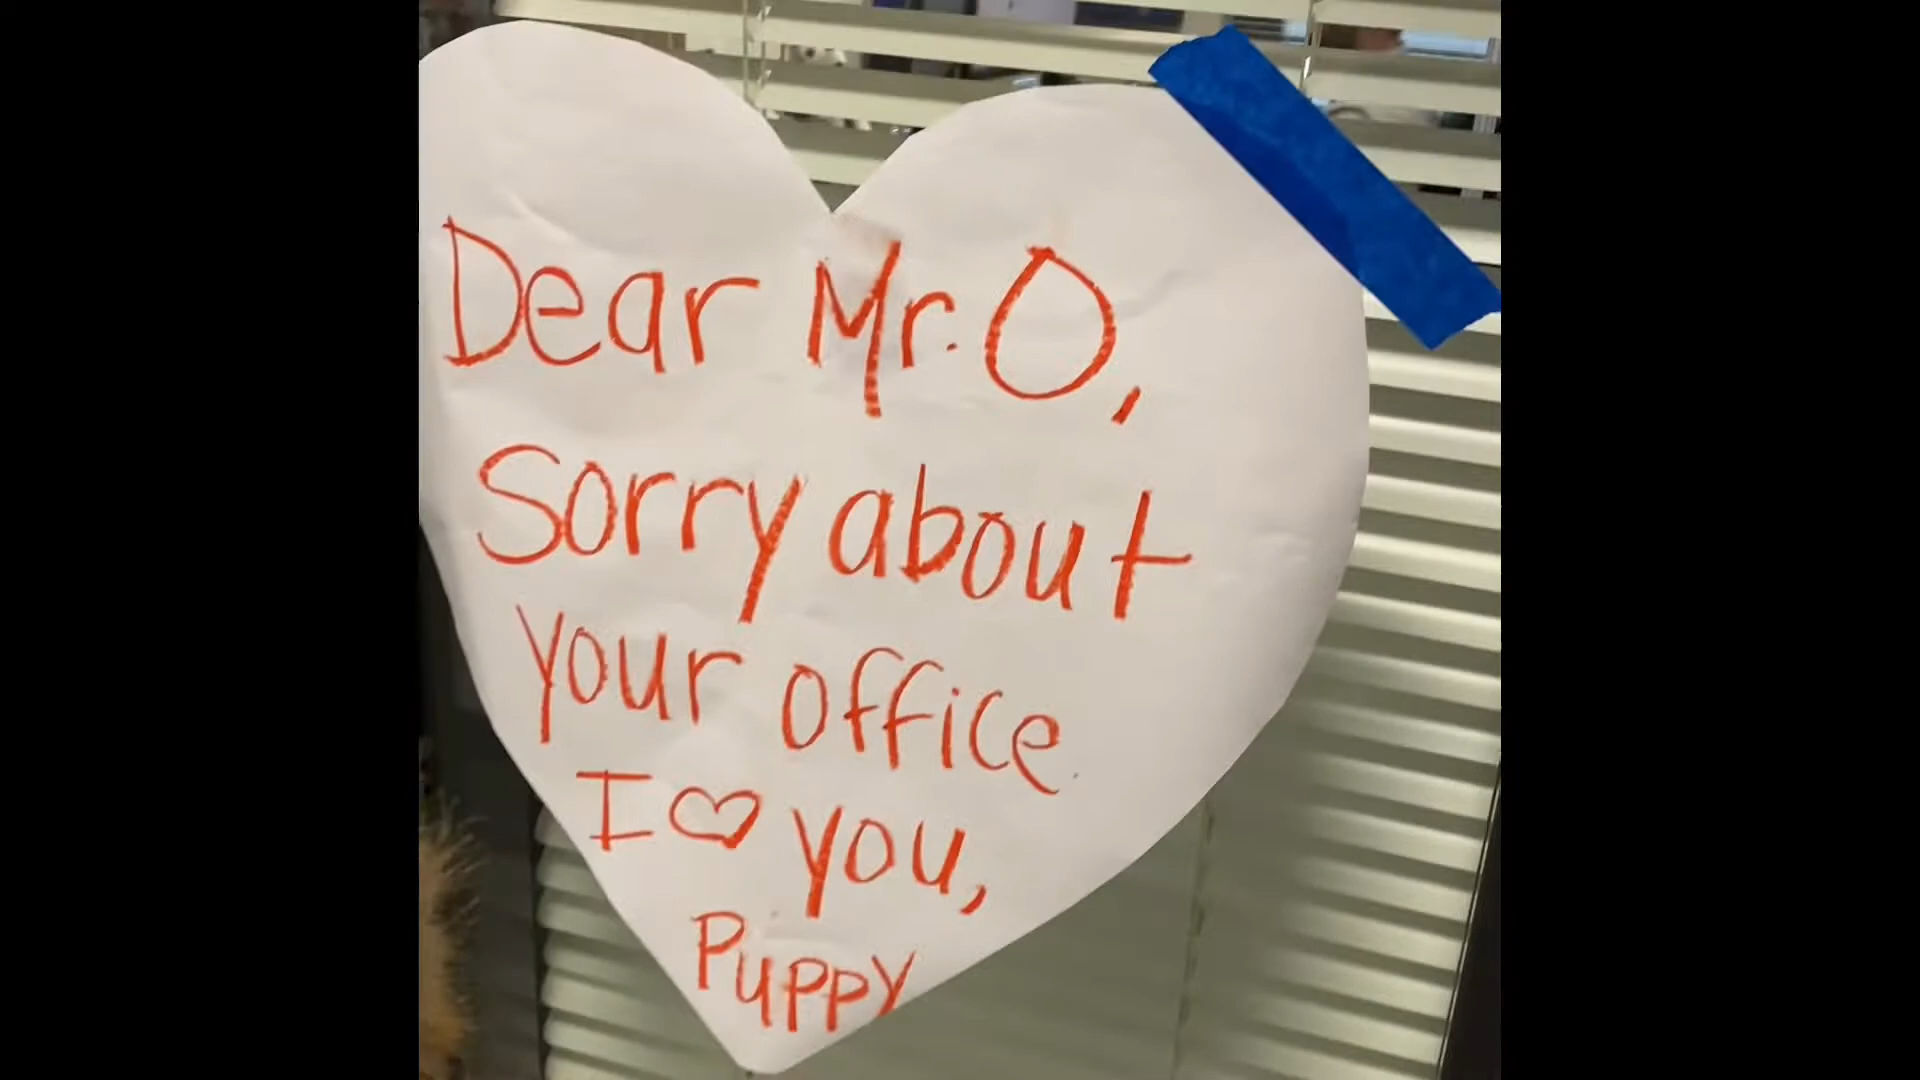 Dear Mr. O,
Sorry about
your office.
I ♡ you,
Puppy